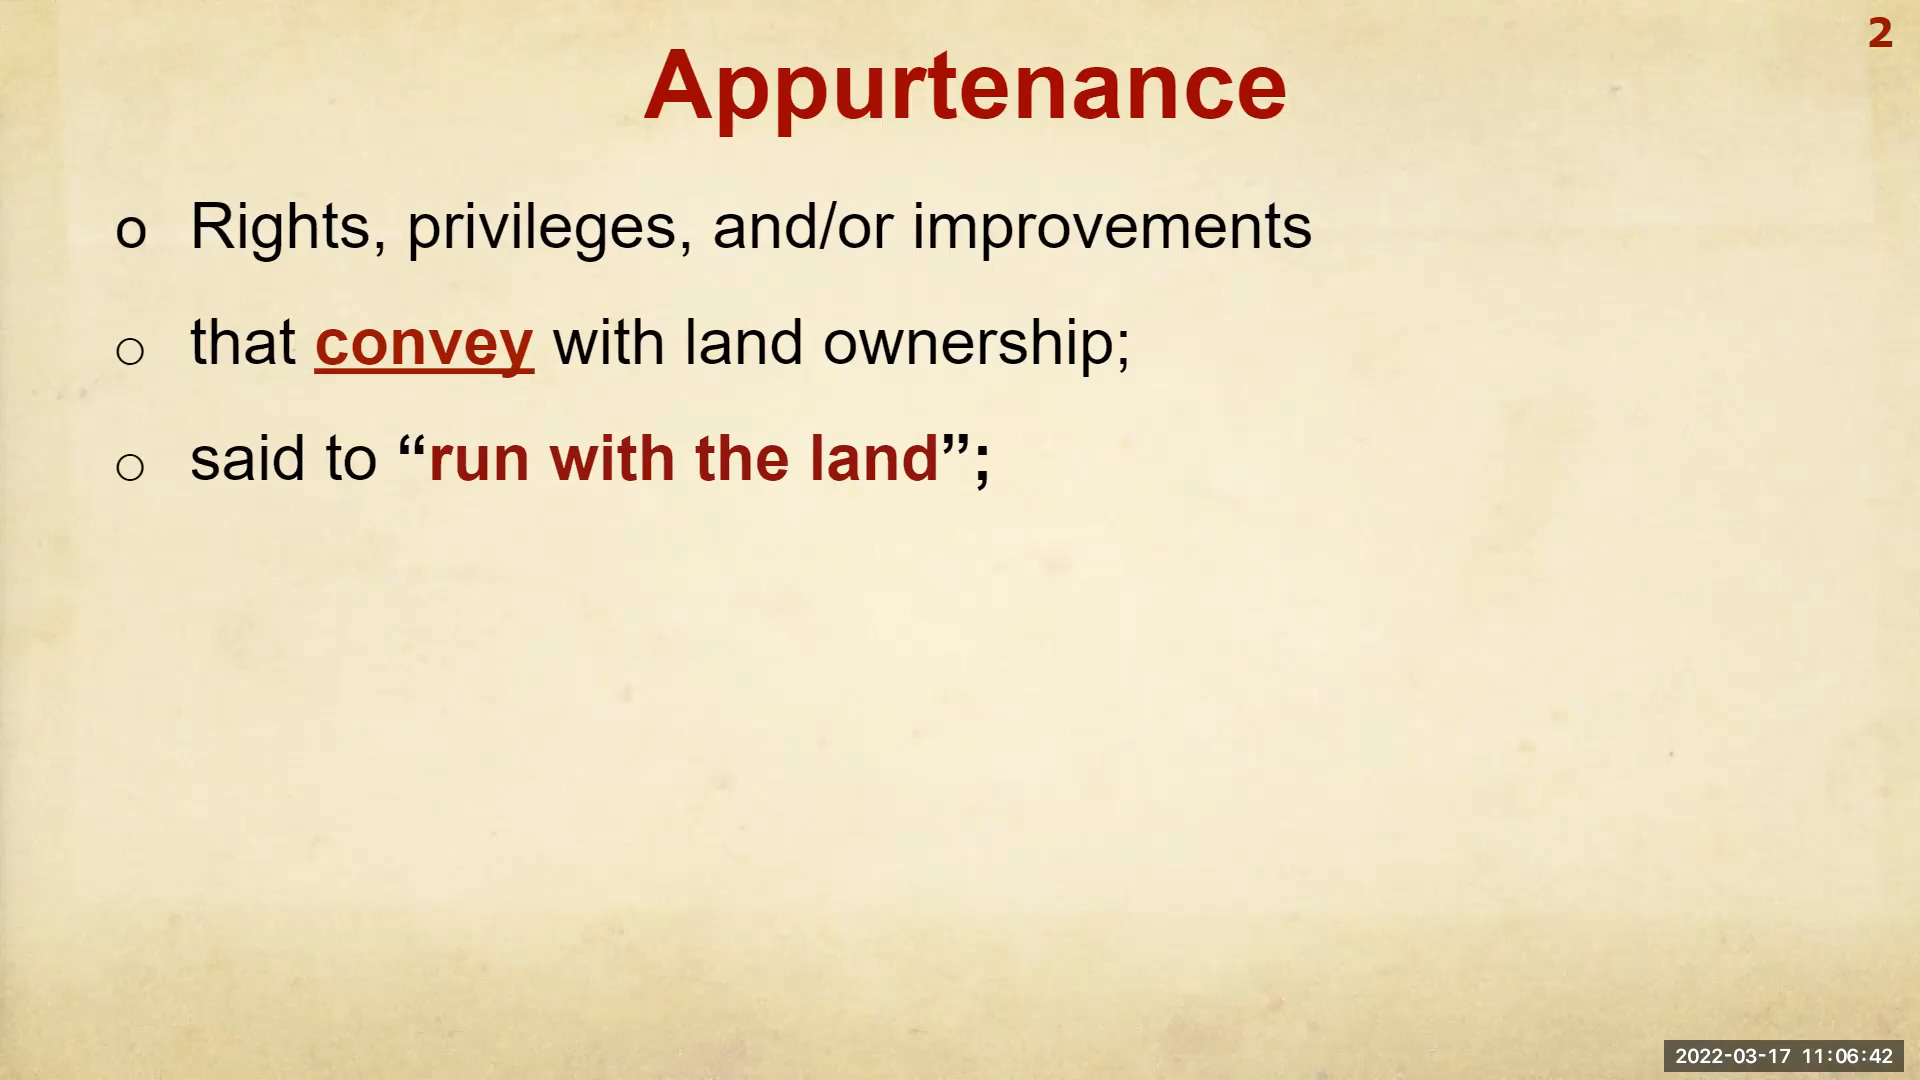 2
Appurtenance
o Rights, privileges, and/or improvements
○ that convey with land ownership;
○ said to “run with the land”;
2022-03-17 11:06:42